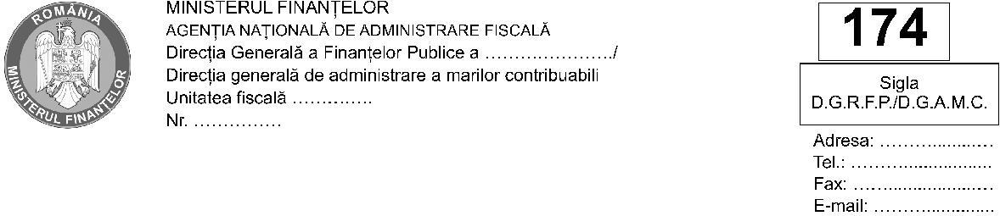 ROMÂNIA
MINISTERUL FINANȚELOR
MINISTERUL FINANȚELOR
AGENȚIA NAȚIONALĂ DE ADMINISTRARE FISCALĂ
Direcția Generală a Finanțelor Publice a …………………./
Direcția generală de administrare a marilor contribuabili
Unitatea fiscală ………….
Nr. ……………
174
Sigla
D.G.R.F.P./D.G.A.M.C.
Adresa: ………...........…
Tel.: ………....................
Fax: ……....................…
E-mail: ………...............